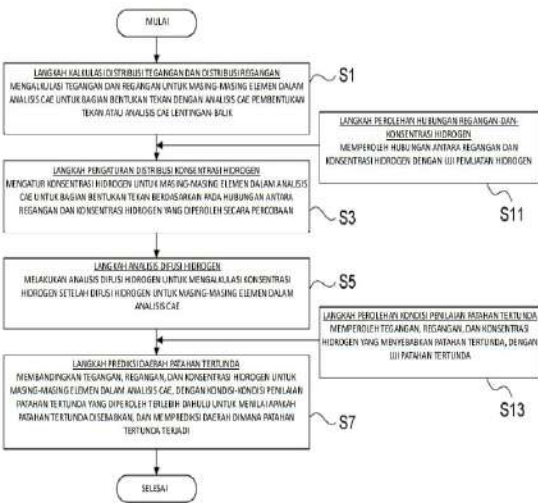 MULAI
LANGKAH KALKULASI DISTRIBUSI TEGANGAN DAN DISTRIBUSI REGANGAN
MENGALKULASI TEGANGAN DAN REGANGAN UNTUK MASING-MASING ELEMEN DALAM
ANALISIS CAE UNTUK BAGIAN BENTUKAN TEKAN DENGAN ANALISIS CAE PEMBENTUKAN
TEKAN ATAU ANALISIS CAE LENTINGAN-BALIK
S1
LANGKAH PEROLEHAN HUBUNGAN REGANGAN-DAN-
KONSENTRASI HIDROGEN
MEMPEROLEH HUBUNGAN ANTARA REGANGAN DAN
KONSENTRASI HIDROGEN DENGAN UJI PEMUATAN HIDROGEN
S11
LANGKAH PENGATURAN DISTRIBUSI KONSENTRASI HIDROGEN
MENGATUR KONSENTRASI HIDROGEN UNTUK MASING-MASING ELEMEN DALAM ANALISIS
CAE UNTUK BAGIAN BENTUKAN TEKAN BERDASARKAN PADA HUBUNGAN ANTARA
REGANGAN DAN KONSENTRASI HIDROGEN YANG DIPEROLEH SECARA PERCOBAAN
S3
LANGKAH ANALISIS DIFUSI HIDROGEN
MELAKUKAN ANALISIS DIFUSI HIDROGEN UNTUK MENGALKULASI KONSENTRASI
HIDROGEN SETELAH DIFUSI HIDROGEN UNTUK MASING-MASING ELEMEN DALAM
ANALISIS CAE
S5
LANGKAH PEROLEHAN KONDISI PENILAIAN PATAHAN TERTUNDA
MEMPEROLEH TEGANGAN, REGANGAN, DAN KONSENTRASI
HIDROGEN YANG MENYEBABKAN PATAHAN TERTUNDA, DENGAN
UJI PATAHAN TERTUNDA
S13
LANGKAH PREDIKSI DAERAH PATAHAN TERTUNDA
MEMBANDINGKAN TEGANGAN, REGANGAN, DAN KONSENTRASI HIDROGEN UNTUK
MASING-MASING ELEMEN DALAM ANALISIS CAE, DENGAN KONDISI-KONDISI PENILAIAN
PATAHAN TERTUNDA YANG DIPEROLEH TERLEBIH DAHULU UNTUK MENILAI APAKAH
PATAHAN TERTUNDA DISEBABKAN, DAN MEMPREDIKSI DAERAH DIMANA PATAHAN
TERTUNDA TERJADI
S7
SELESAI